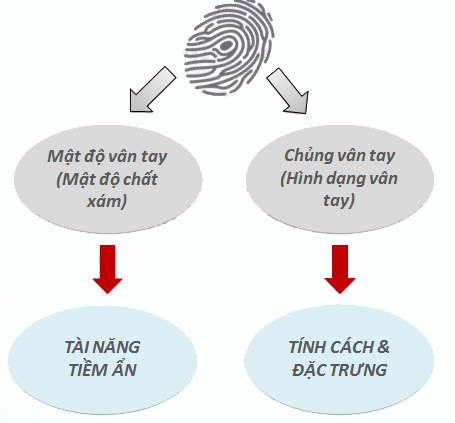 Mật độ vân tay
(Mật độ chất
xám)
Chủng vân tay
(Hình dạng vân
tay)
TÀI NĂNG
TIỀM ẨN
TÍNH CÁCH &
ĐẶC TRƯNG